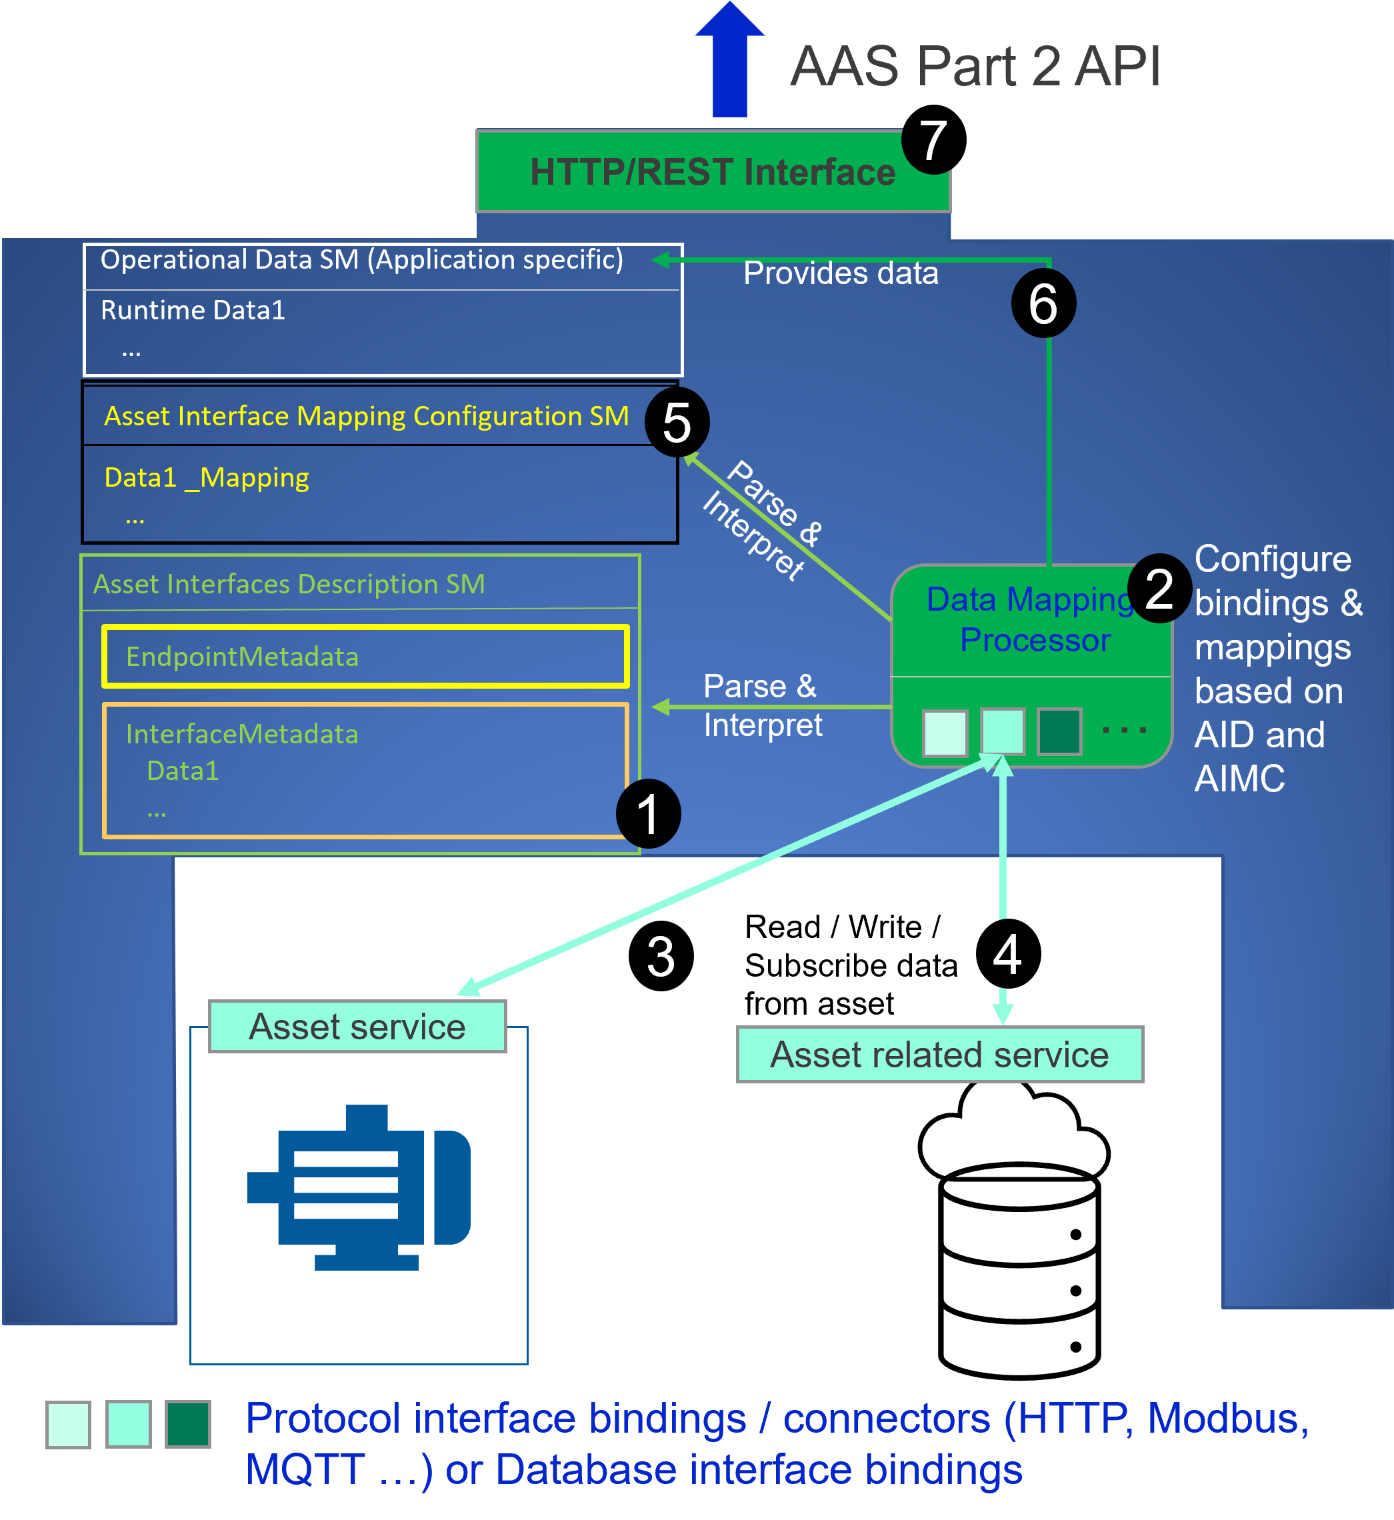 AAS Part 2 API
7
HTTP/REST Interface
Operational Data SM (Application specific)
Runtime Data1
...
Provides data
6
Asset Interface Mapping Configuration SM
5
Data1 _Mapping
...
Parse &
Interpret
Asset Interfaces Description SM
EndpointMetadata
InterfaceMetadata
Data1
...
1
Parse &
Interpret
Data Mapping
Processor
2
...
Configure
bindings &
mappings
based on
AID and
AIMC
3
Read / Write /
Subscribe data
from asset
4
Asset service
Asset related service
Protocol interface bindings / connectors (HTTP, Modbus,
MQTT …) or Database interface bindings